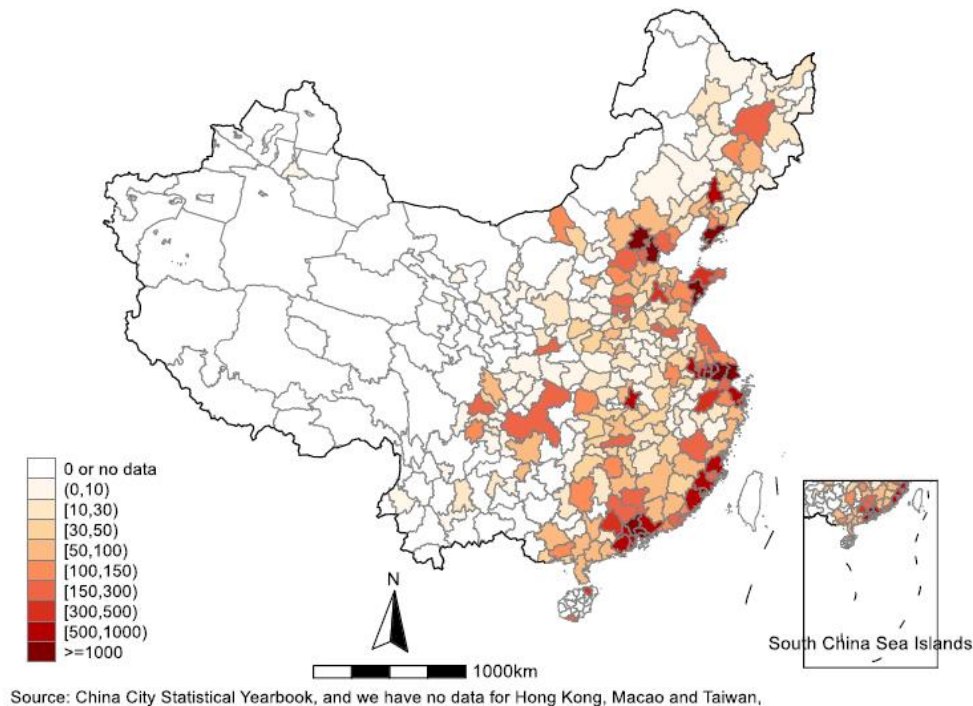 0 or no data
(0,10)
[10,30)
[30,50)
[50,100)
[100,150)
[150,300)
[300,500)
[500,1000)
>=1000
N
1000km
South China Sea Islands
Source: China City Statistical Yearbook, and we have no data for Hong Kong, Macao and Taiwan,